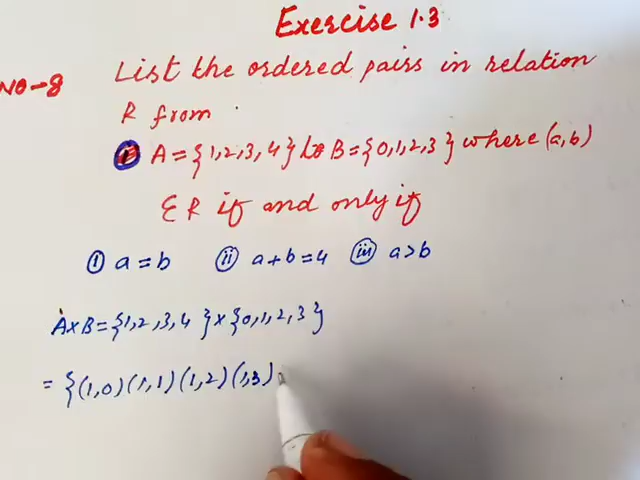 Exercise 1.3
NO-8 List the ordered pairs in relation
R from
i A = {1,2,3,4} to B = {0,1,2,3} where (a,b)
ER if and only if
(i) a = b (ii) a+b=4 (iii) a>b
A×B = {1,2,3,4 } × {0,1,2,3 }
= {(1,0) (1,1) (1,2) (1,3)